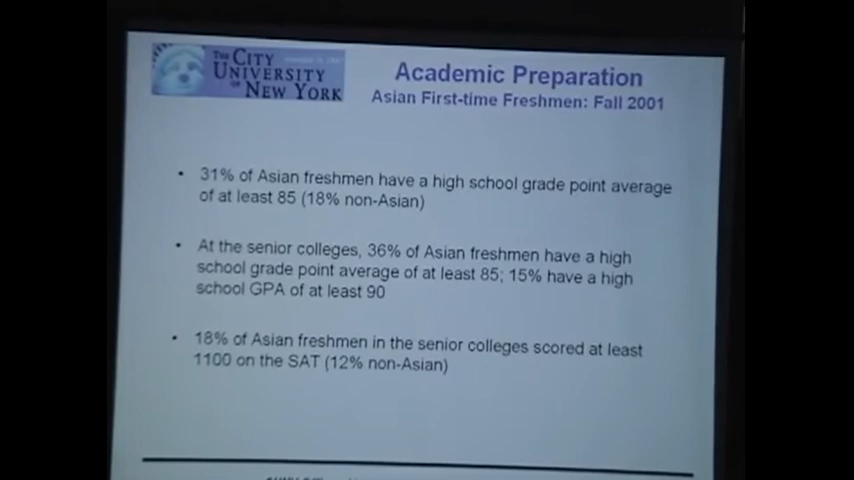 THE CITY
UNIVERSITY
OF NEW YORK
Academic Preparation
Asian First-time Freshmen: Fall 2001
• 31% of Asian freshmen have a high school grade point average
of at least 85 (18% non-Asian)
• At the senior colleges, 36% of Asian freshmen have a high
school grade point average of at least 85; 15% have a high
school GPA of at least 90
• 18% of Asian freshmen in the senior colleges scored at least
1100 on the SAT (12% non-Asian)